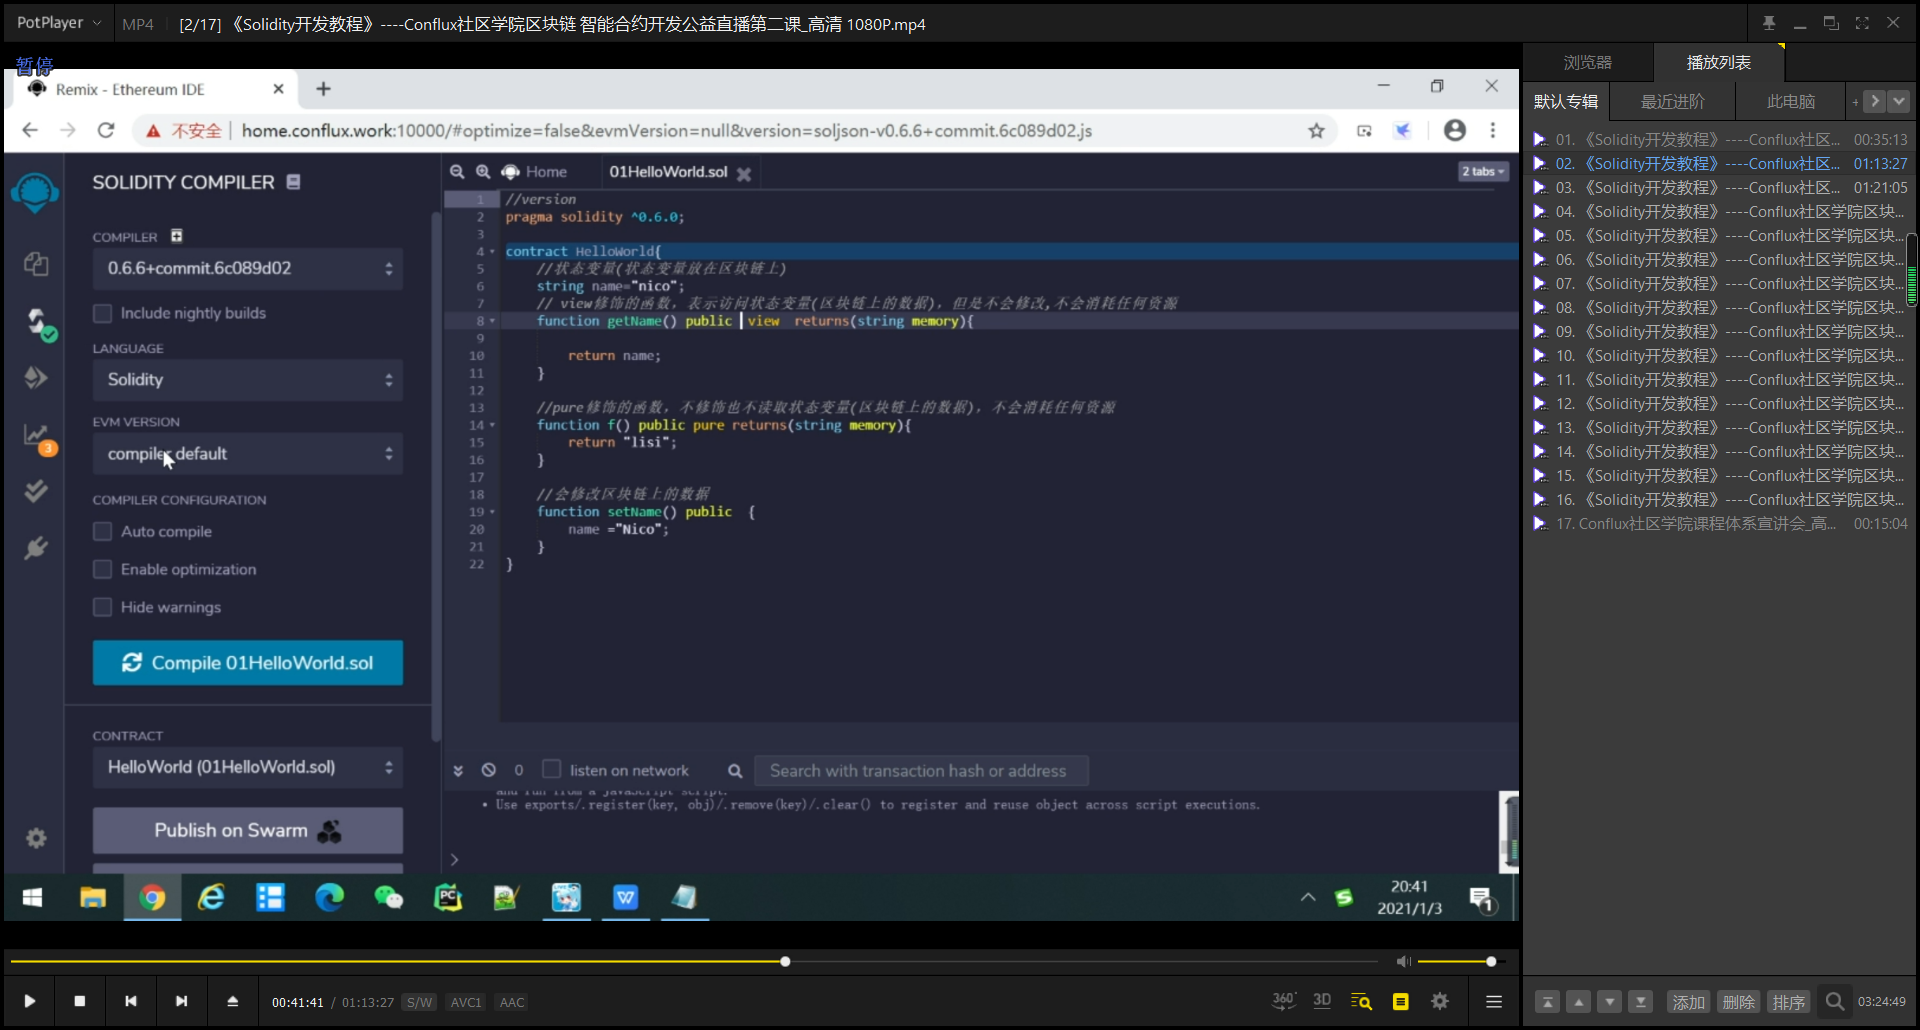 PotPlayer MP4 [2/17] 《Solidity开发教程》----Conflux社区学院区块链 智能合约开发公益直播第二课_高清 1080P.mp4
暂停
Remix - Ethereum IDE
不安全 home.conflux.work:10000/#optimize=false&evmVersion=null&version=soljson-v0.6.6+commit.6c089d02.js
SOLIDITY COMPILER
COMPILER
0.6.6+commit.6c089d02
Include nightly builds
LANGUAGE
Solidity
EVM VERSION
compiler default
COMPILER CONFIGURATION
Auto compile
Enable optimization
Hide warnings
Compile 01HelloWorld.sol
CONTRACT
HelloWorld (01HelloWorld.sol)
Publish on Swarm
3
Home 01HelloWorld.sol 2 tabs
1 //version
2 pragma solidity ^0.6.0;
3
4 contract HelloWorld{
5 //状态变量(状态变量放在区块链上)
6 string name="nico";
7 // view修饰的函数，表示访问状态变量(区块链上的数据)，但是不会修改,不会消耗任何资源
8 function getName() public view returns(string memory){
9
10 return name;
11 }
12
13 //pure修饰的函数，不修饰也不读取状态变量(区块链上的数据)，不会消耗任何资源
14 function f() public pure returns(string memory){
15 return "lisi";
16 }
17
18 //会修改区块链上的数据
19 function setName() public {
20 name ="Nico";
21 }
22 }
0 listen on network Search with transaction hash or address
and run from a javascript script.
• Use exports/.register(key, obj)/.remove(key)/.clear() to register and reuse object across script executions.
>
20:41
2021/1/3
1
00:41:41 / 01:13:27 S/W AVC1 AAC
360° 3D
浏览器 播放列表
默认专辑 最近进阶 此电脑 +
01. 《Solidity开发教程》----Conflux社区... 00:35:13
02. 《Solidity开发教程》----Conflux社区... 01:13:27
03. 《Solidity开发教程》----Conflux社区... 01:21:05
04. 《Solidity开发教程》----Conflux社区学院区块...
05. 《Solidity开发教程》----Conflux社区学院区块...
06. 《Solidity开发教程》----Conflux社区学院区块...
07. 《Solidity开发教程》----Conflux社区学院区块...
08. 《Solidity开发教程》----Conflux社区学院区块...
09. 《Solidity开发教程》----Conflux社区学院区块...
10. 《Solidity开发教程》----Conflux社区学院区块...
11. 《Solidity开发教程》----Conflux社区学院区块...
12. 《Solidity开发教程》----Conflux社区学院区块...
13. 《Solidity开发教程》----Conflux社区学院区块...
14. 《Solidity开发教程》----Conflux社区学院区块...
15. 《Solidity开发教程》----Conflux社区学院区块...
16. 《Solidity开发教程》----Conflux社区学院区块...
17. Conflux社区学院课程体系宣讲会_高... 00:15:04
添加 删除 排序 03:24:49